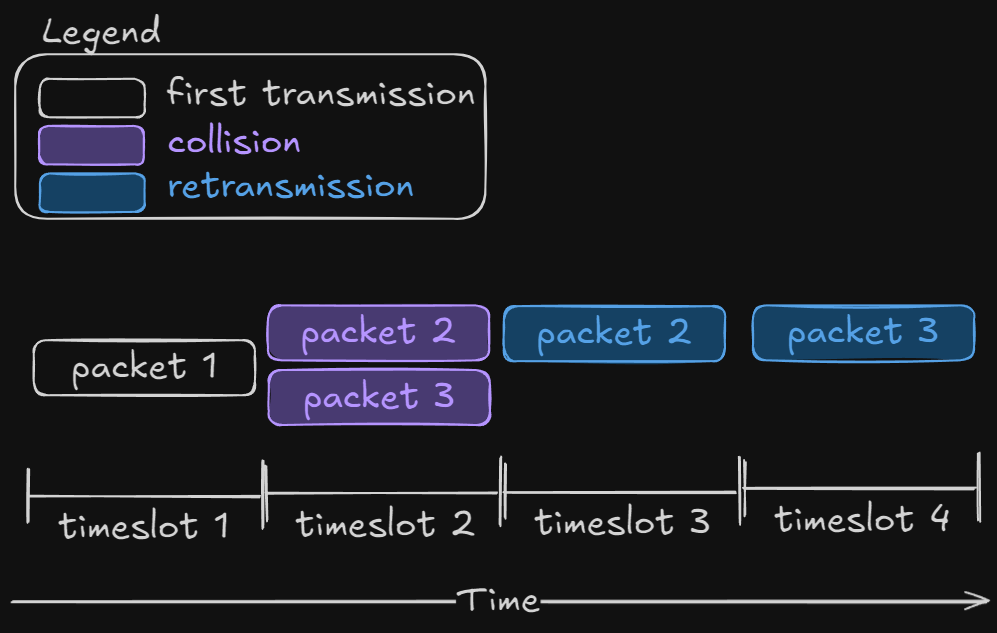 Legend
first transmission
collision
retransmission
packet 1
packet 2
packet 3
packet 2
packet 3
timeslot 1
timeslot 2
timeslot 3
timeslot 4
Time